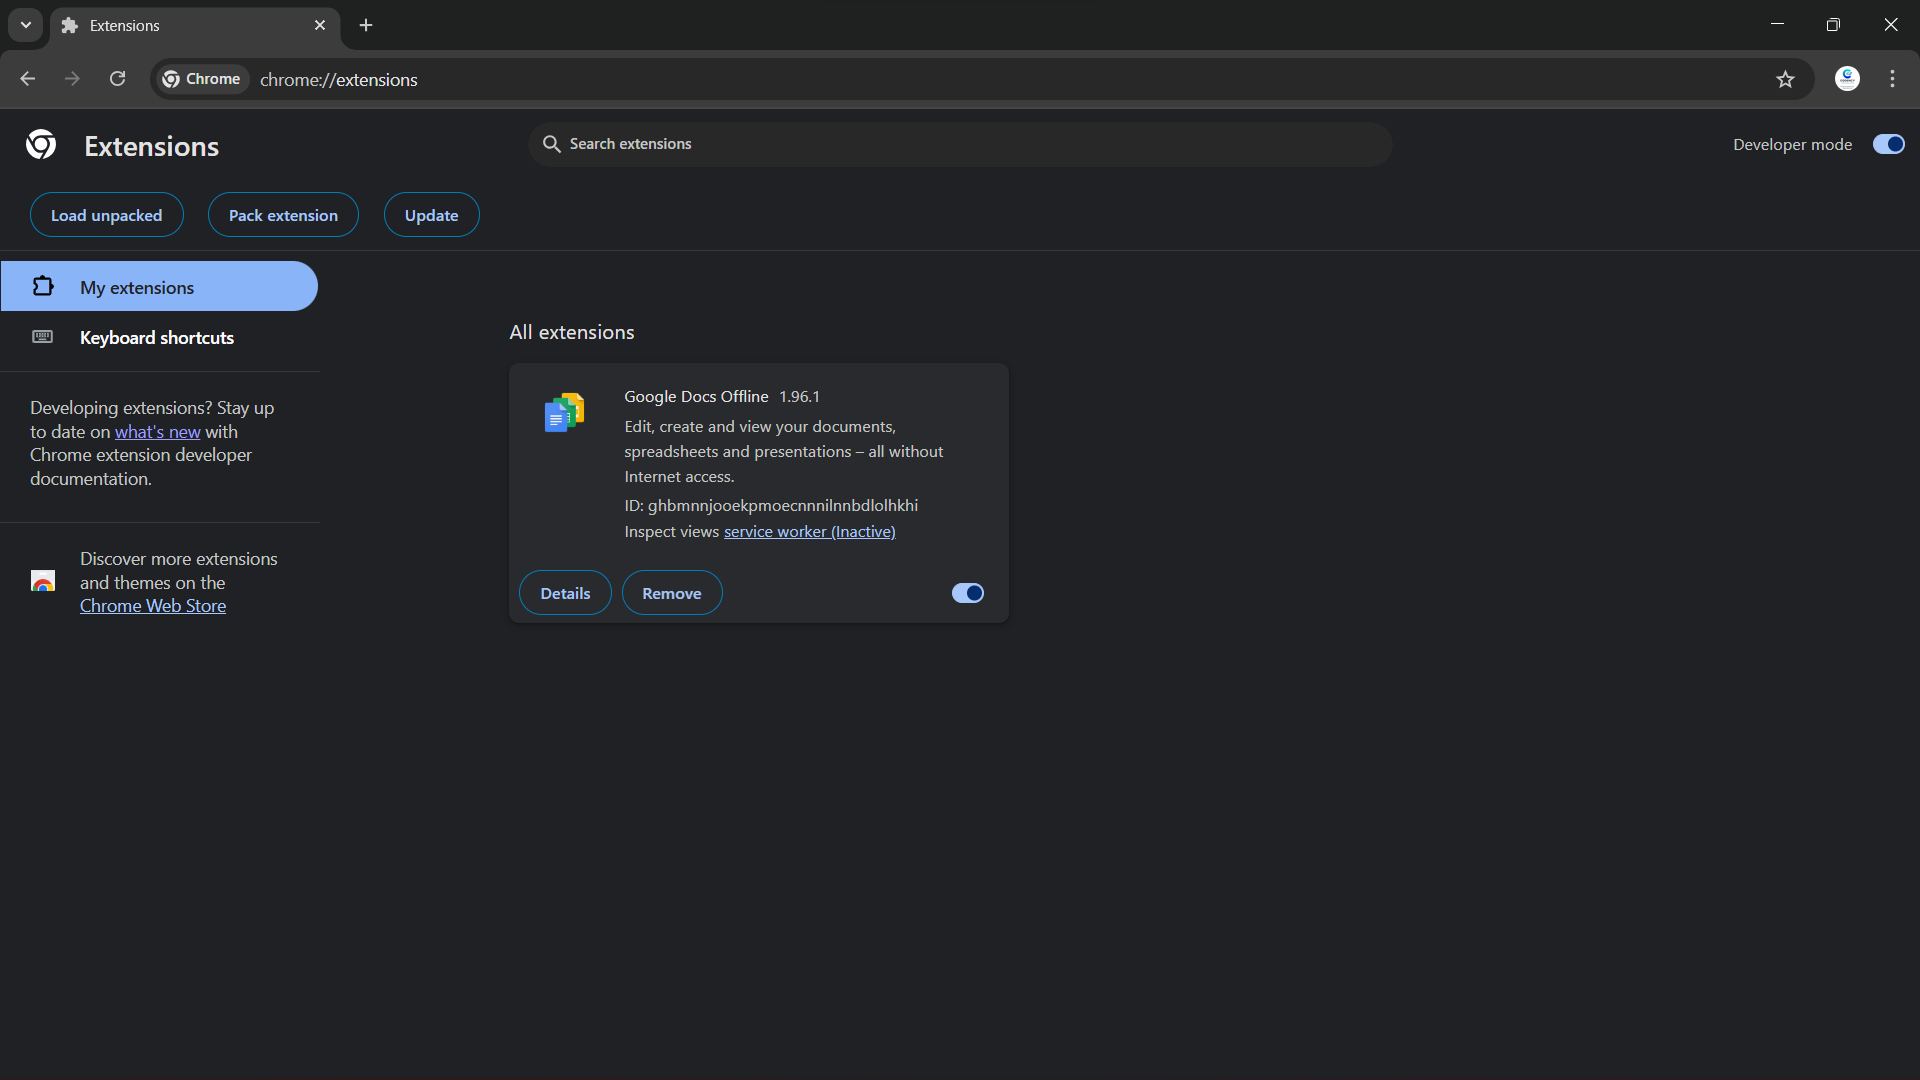 Extensions
Chrome
chrome://extensions
Extensions
Search extensions
Developer mode
Load unpacked
Pack extension
Update
My extensions
Keyboard shortcuts
Developing extensions? Stay up
to date on what's new with
Chrome extension developer
documentation.
Discover more extensions
and themes on the
Chrome Web Store
All extensions
Google Docs Offline 1.96.1
Edit, create and view your documents,
spreadsheets and presentations – all without
Internet access.
ID: ghbmnnjooekpmoecnnnilnnbdlolhkhi
Inspect views service worker (Inactive)
Details
Remove